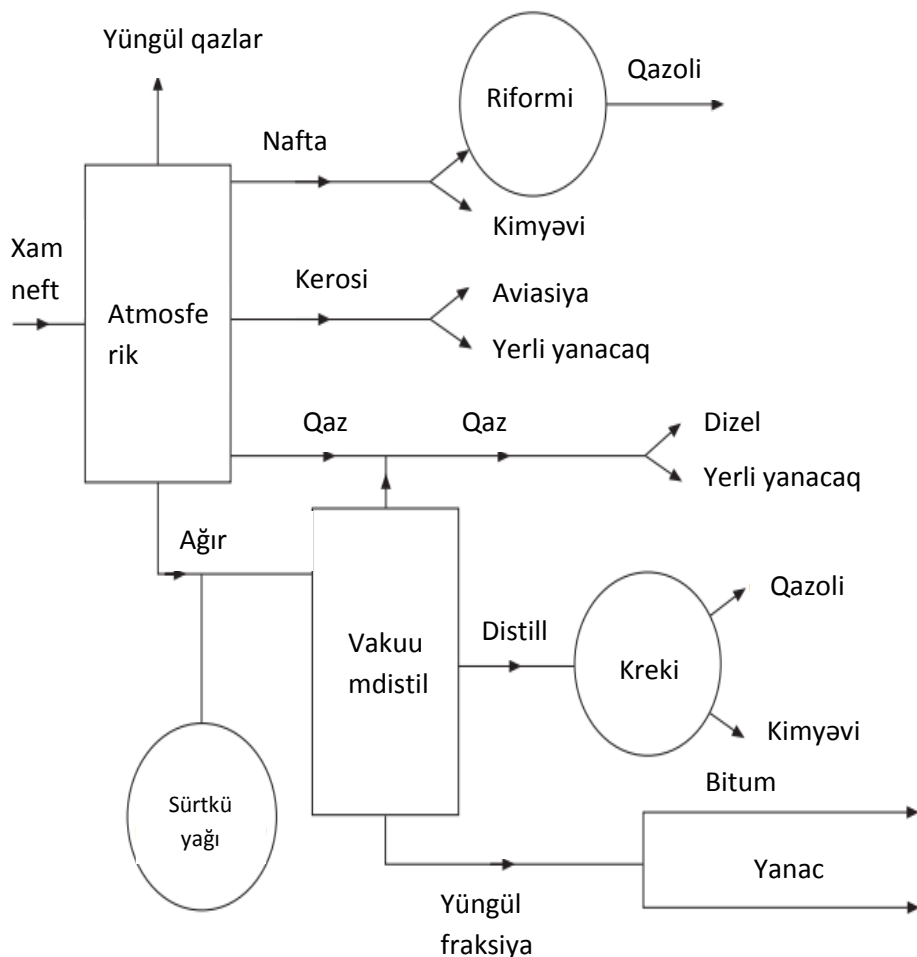 Yüngül qazlar
Riformi
Qazoli
Nafta
Kimyəvi
Xam
neft
Atmosfe
rik
Kerosi
Aviasiya
Yerli yanacaq
Qaz
Qaz
Dizel
Yerli yanacaq
Ağır
Vakuu
mdistil
Distill
Kreki
Qazoli
Kimyəvi
Sürtkü
yağı
Bitum
Yanac
Yüngül
fraksiya